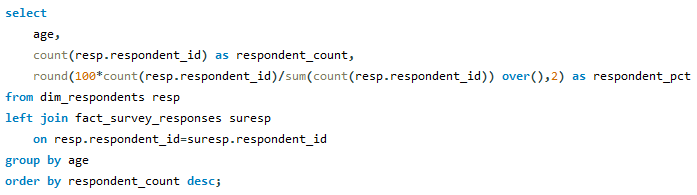 select
    age,
    count(resp.respondent_id) as respondent_count,
    round(100*count(resp.respondent_id)/sum(count(resp.respondent_id)) over(),2) as respondent_pct
from dim_respondents resp
left join fact_survey_responses suresp
    on resp.respondent_id=suresp.respondent_id
group by age
order by respondent_count desc;